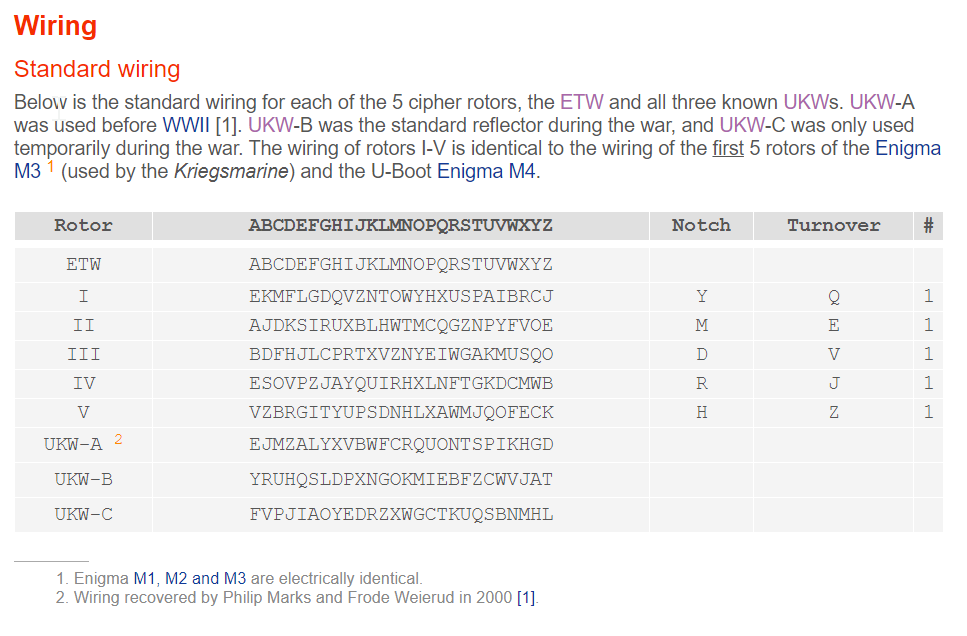 Wiring
Standard wiring
Below is the standard wiring for each of the 5 cipher rotors, the ETW and all three known UKWs. UKW-A
was used before WWII [1]. UKW-B was the standard reflector during the war, and UKW-C was only used
temporarily during the war. The wiring of rotors I-V is identical to the wiring of the first 5 rotors of the Enigma
M3 1 (used by the Kriegsmarine) and the U-Boot Enigma M4.
Rotor ABCDEFGHIJKLMNOPQRSTUVWXYZ Notch Turnover #
ETW ABCDEFGHIJKLMNOPQRSTUVWXYZ
I EKMFLGDQVZNTOWYHXUSPAIBRCJ Y Q 1
II AJDKSIRUXBLHWTMCQGZNPYFVOE M E 1
III BDFHJLCPRTXVZNYEIWGAKMUSQO D V 1
IV ESOVPZJAYQUIRHXLNFTGKDCMWB R J 1
V VZBRGITYUPSDNHLXAWMJQOFECK H Z 1
UKW-A 2 EJMZALYXVBWFCRQUONTSPIKHGD
UKW-B YRUHQSLDPXNGOKMIEBFZCWVJAT
UKW-C FVPJIAOYEDRZXWGCTKUQSBNMHL
1. Enigma M1, M2 and M3 are electrically identical.
2. Wiring recovered by Philip Marks and Frode Weierud in 2000 [1].